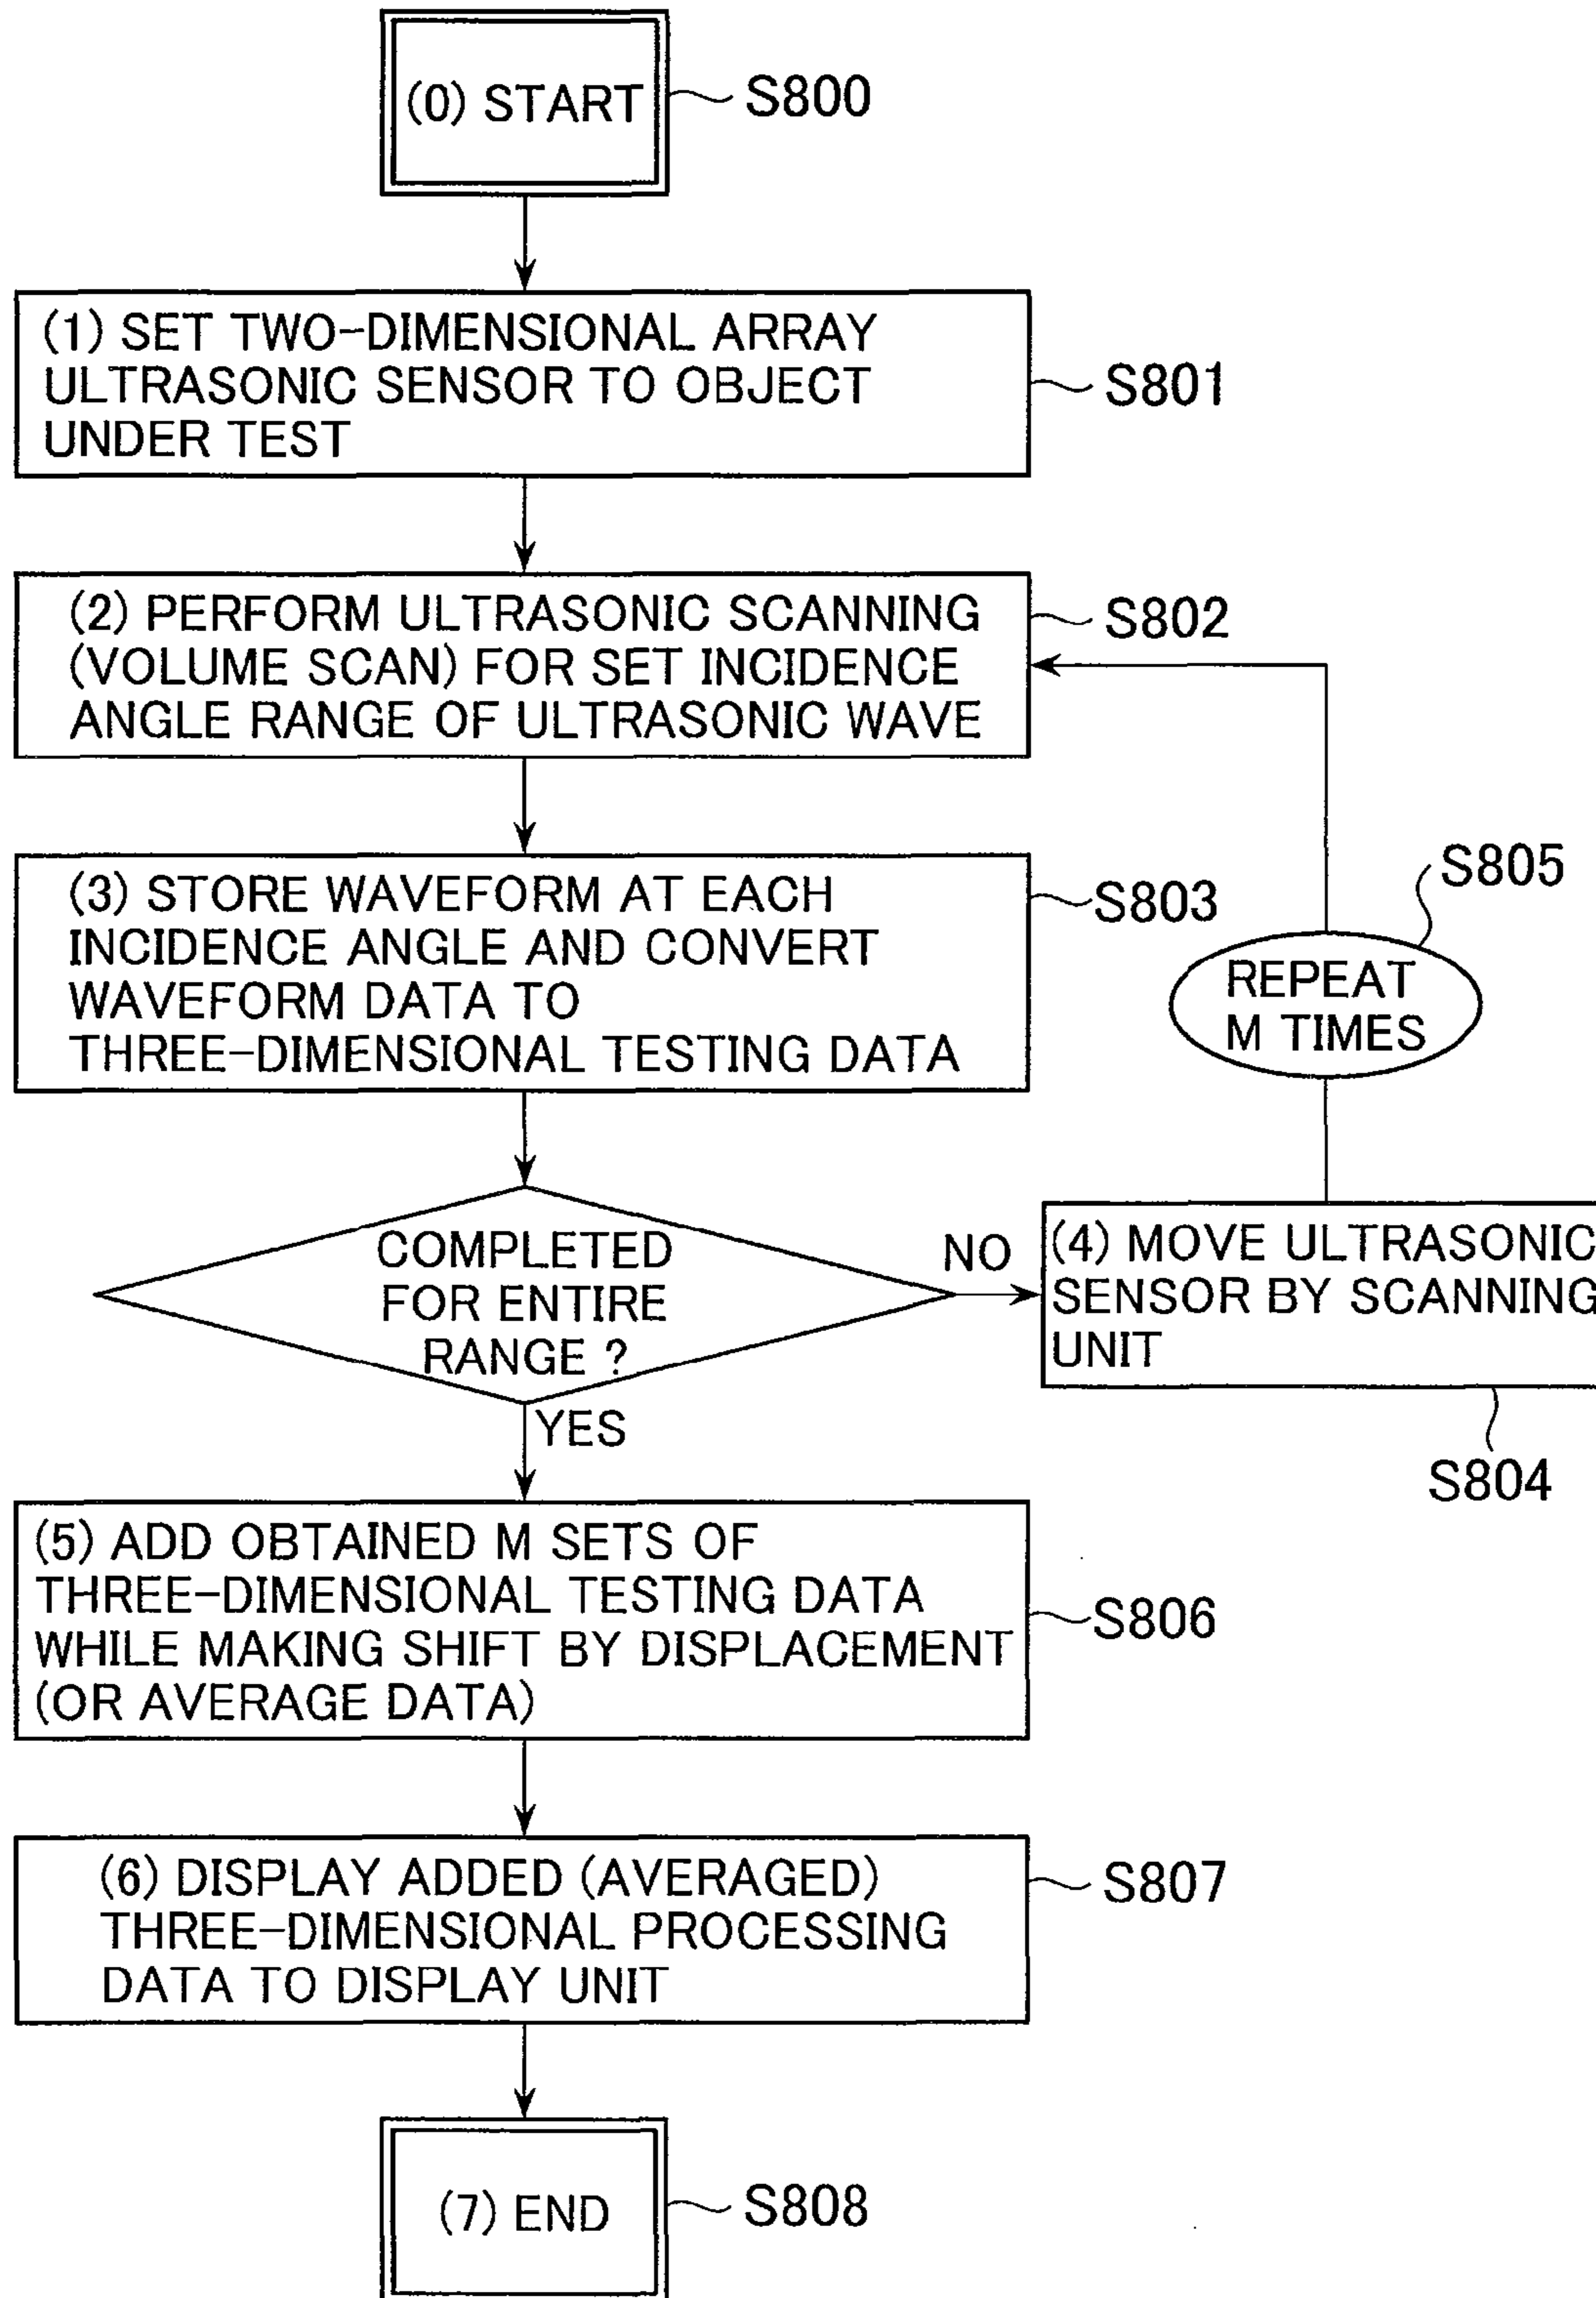 (0) START
S800
(1) SET TWO-DIMENSIONAL ARRAY
ULTRASONIC SENSOR TO OBJECT
UNDER TEST
S801
(2) PERFORM ULTRASONIC SCANNING
(VOLUME SCAN) FOR SET INCIDENCE
ANGLE RANGE OF ULTRASONIC WAVE
S802
(3) STORE WAVEFORM AT EACH
INCIDENCE ANGLE AND CONVERT
WAVEFORM DATA TO
THREE-DIMENSIONAL TESTING DATA
S803
S805
REPEAT
M TIMES
COMPLETED
FOR ENTIRE
RANGE ?
NO
(4) MOVE ULTRASONIC
SENSOR BY SCANNING
UNIT
S804
YES
(5) ADD OBTAINED M SETS OF
THREE-DIMENSIONAL TESTING DATA
WHILE MAKING SHIFT BY DISPLACEMENT
(OR AVERAGE DATA)
S806
(6) DISPLAY ADDED (AVERAGED)
THREE-DIMENSIONAL PROCESSING
DATA TO DISPLAY UNIT
S807
(7) END
S808